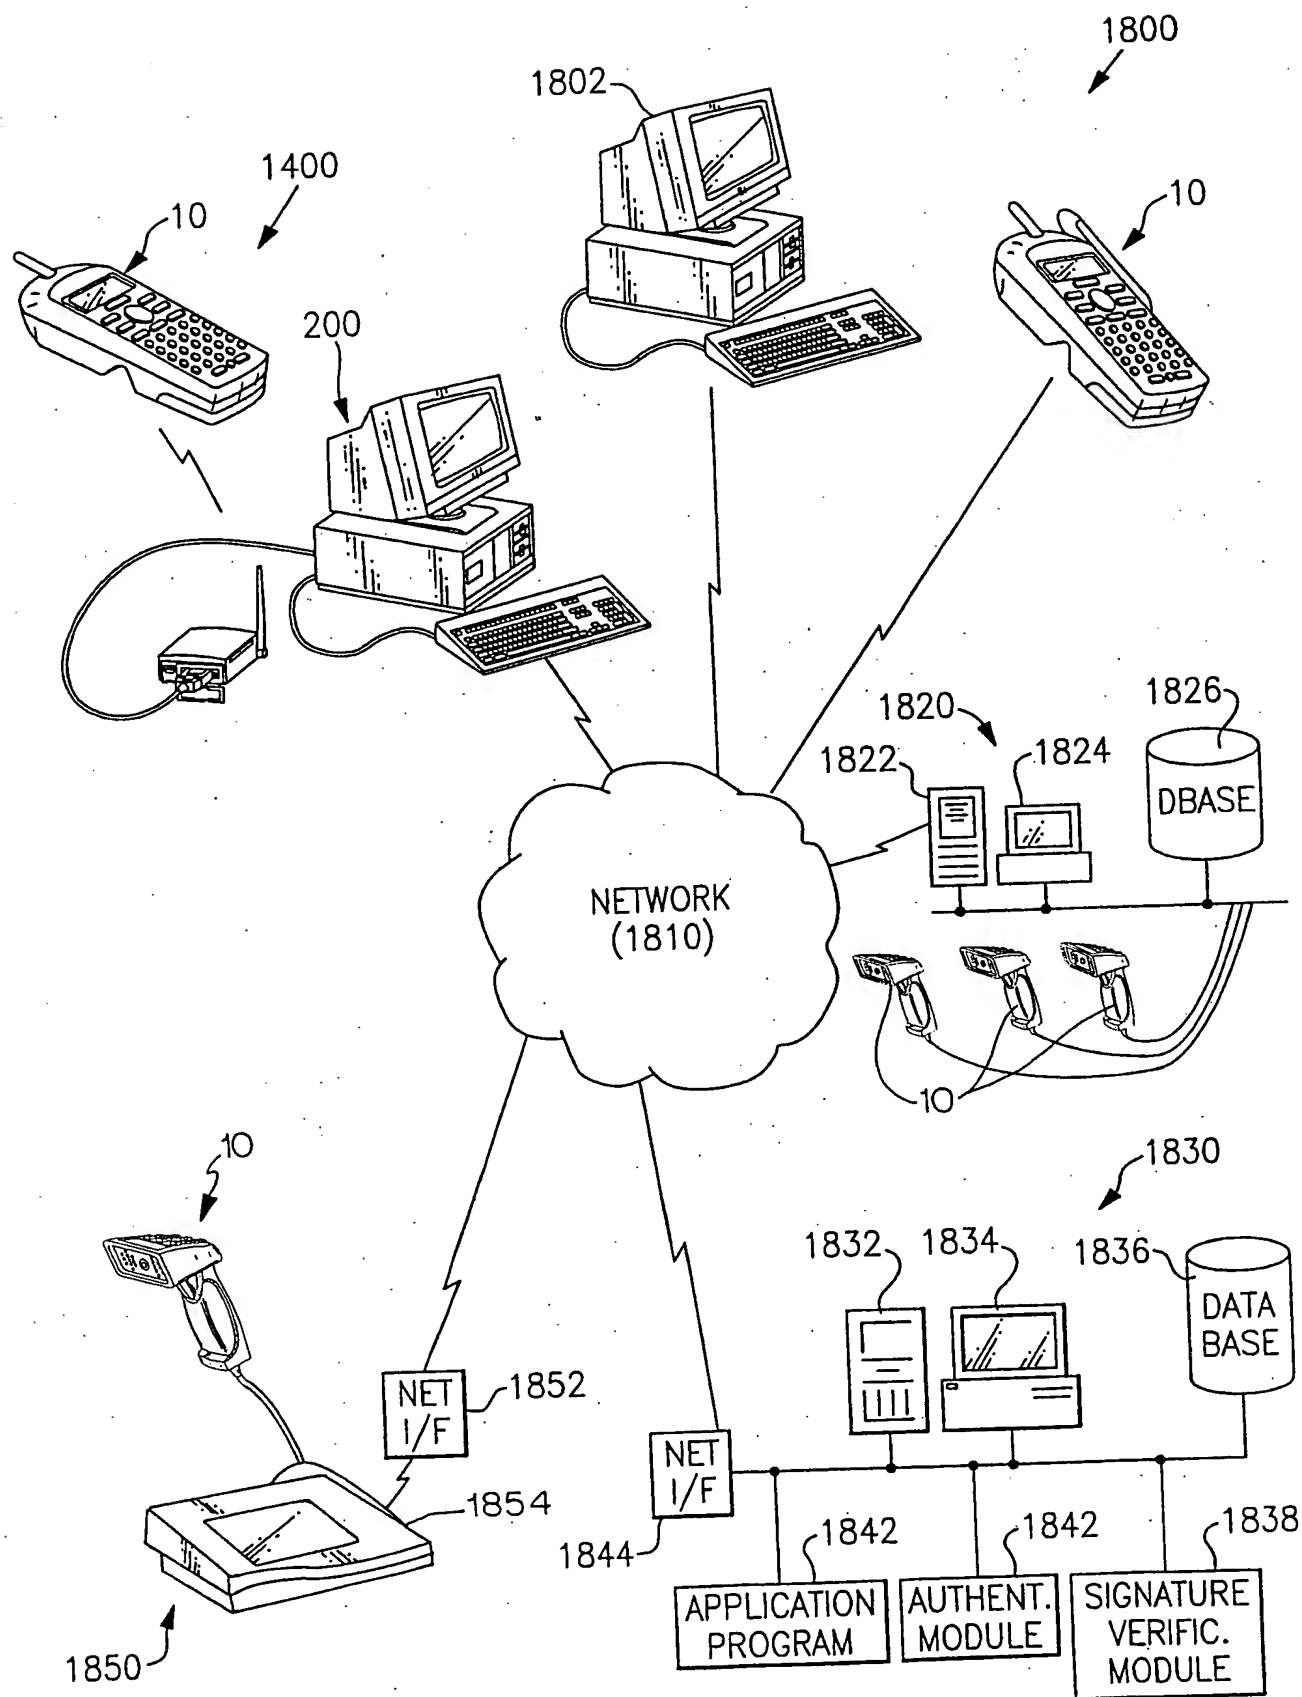 1800
1802
1400
10
10
200
1826
1820
1822
1824
DBASE
NETWORK
(1810)
10
10
1830
1832
1834
1836
DATA
BASE
NET
I/F
1852
NET
I/F
1854
1844
1842
1842
1838
APPLICATION
PROGRAM
AUTHENT.
MODULE
SIGNATURE
VERIFIC.
MODULE
1850